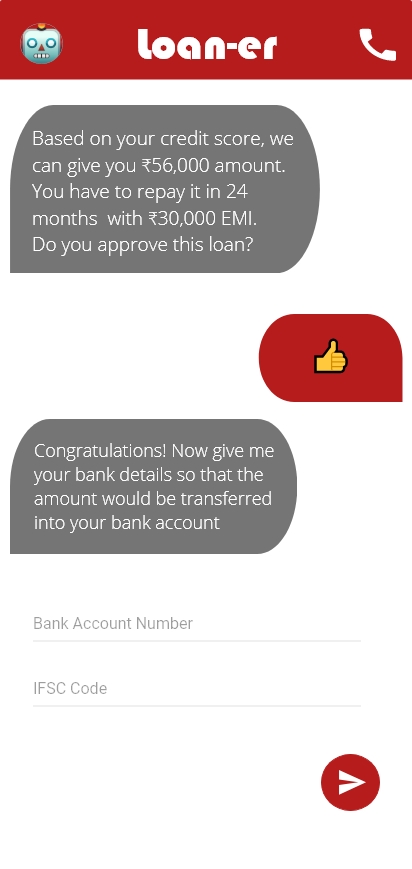 Loan-er
Based on your credit score, we
can give you ₹56,000 amount.
You have to repay it in 24
months with ₹30,000 EMI.
Do you approve this loan?
Congratulations! Now give me
your bank details so that the
amount would be transferred
into your bank account
Bank Account Number
IFSC Code